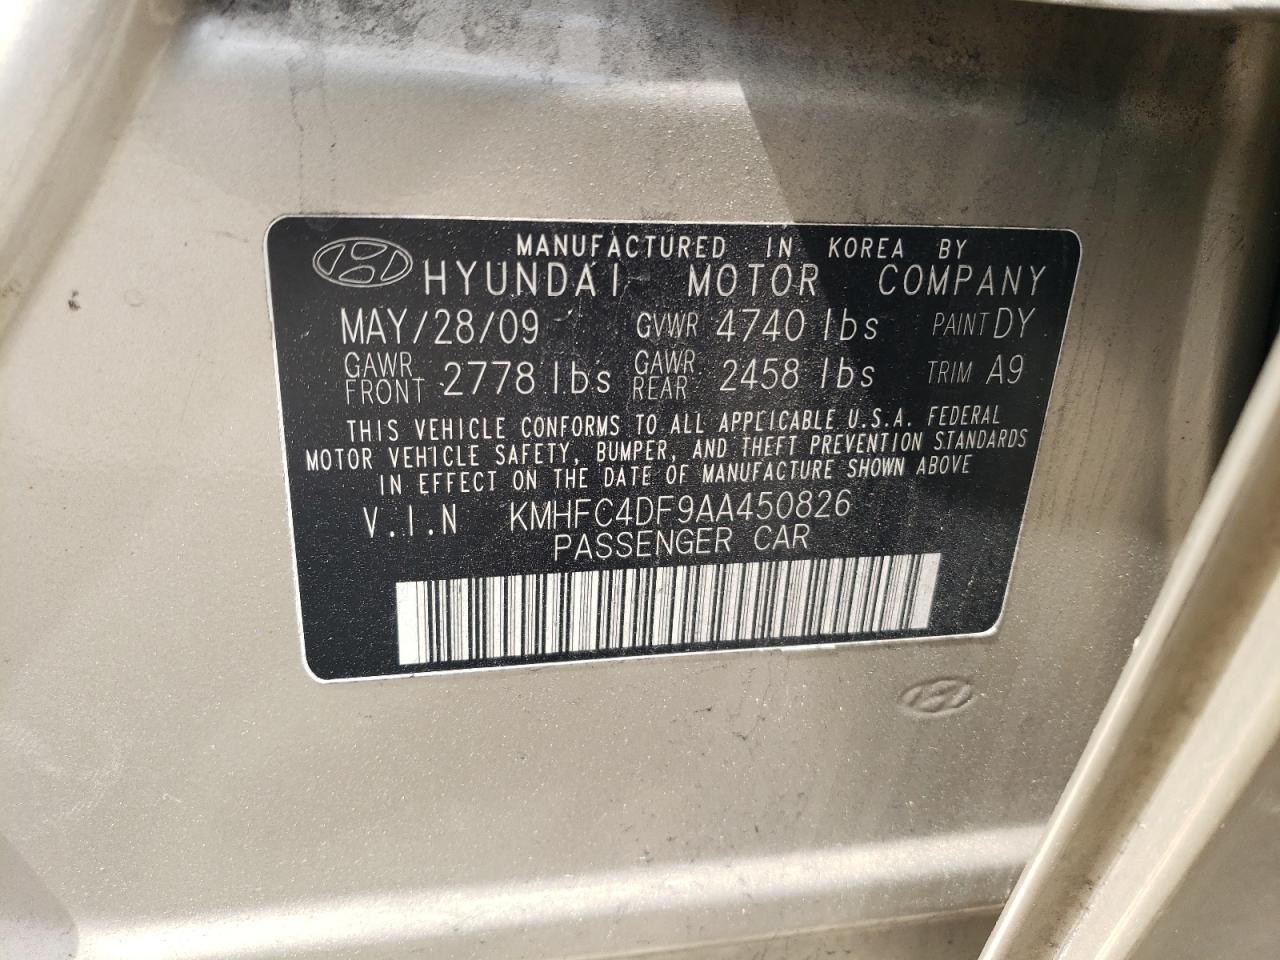 MANUFACTURED IN KOREA BY
HYUNDAI MOTOR COMPANY
MAY/28/09 GVWR 4740 lbs PAINT DY
GAWR FRONT 2778 lbs GAWR REAR 2458 lbs TRIM A9
THIS VEHICLE CONFORMS TO ALL APPLICABLE U.S.A. FEDERAL
MOTOR VEHICLE SAFETY, BUMPER, AND THEFT PREVENTION STANDARDS
IN EFFECT ON THE DATE OF MANUFACTURE SHOWN ABOVE
V.I.N KMHFC4DF9AA450826
PASSENGER CAR